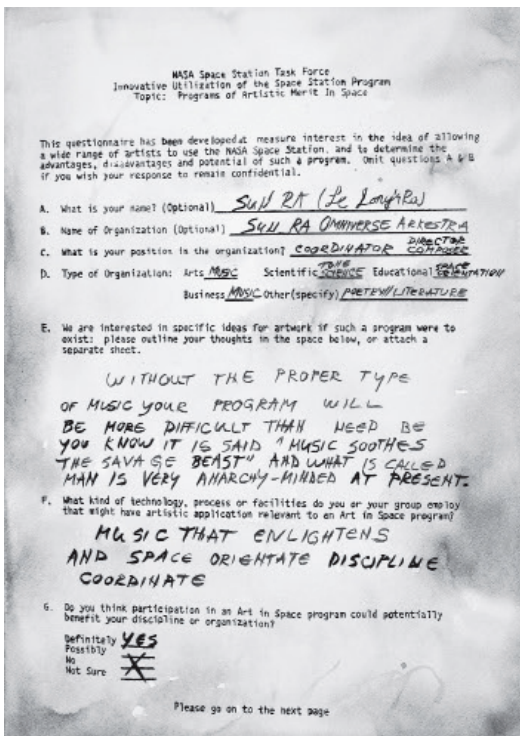 NASA Space Station Task Force
Innovative Utilization of the Space Station Program
Topic: Programs of Artistic Merit In Space
This questionnaire has been developed measure interest in the idea of allowing
a wide range of artists to use the NASA Space Station, and to determine the
advantages, disadvantages and potential of such a program. Omit questions A & B
if you wish your response to remain confidential.
A. What is your name? (Optional) SUN RA (Le Sony'r Ra)
B. Name of Organization (Optional) SUN RA OMNIVERSE ARKESTRA
C. What is your position in the organization? COORDINATOR DIRECTOR COMPOSER
D. Type of Organization: Arts MUSIC Scientific TONE SCIENCE Educational SPACE ORIENTATION
Business MUSIC Other(specify) POETRY/LITERATURE
E. We are interested in specific ideas for artwork if such a program were to
exist: please outline your thoughts in the space below, or attach a
separate sheet.
WITHOUT THE PROPER TYPE
OF MUSIC YOUR PROGRAM WILL
BE MORE DIFFICULT THAN NEED BE
YOU KNOW IT IS SAID "MUSIC SOOTHES
THE SAVAGE BEAST" AND WHAT IS CALLED
MAN IS VERY ANARCHY-MINDED AT PRESENT.
F. What kind of technology, process or facilities do you or your group employ
that might have artistic application relevant to an Art in Space program?
MUSIC THAT ENLIGHTENS
AND SPACE ORIENTATE DISCIPLINE
COORDINATE
G. Do you think participation in an Art in Space program could potentially
benefit your discipline or organization?
Definitely YES
Possibly
No X
Not Sure
Please go on to the next page